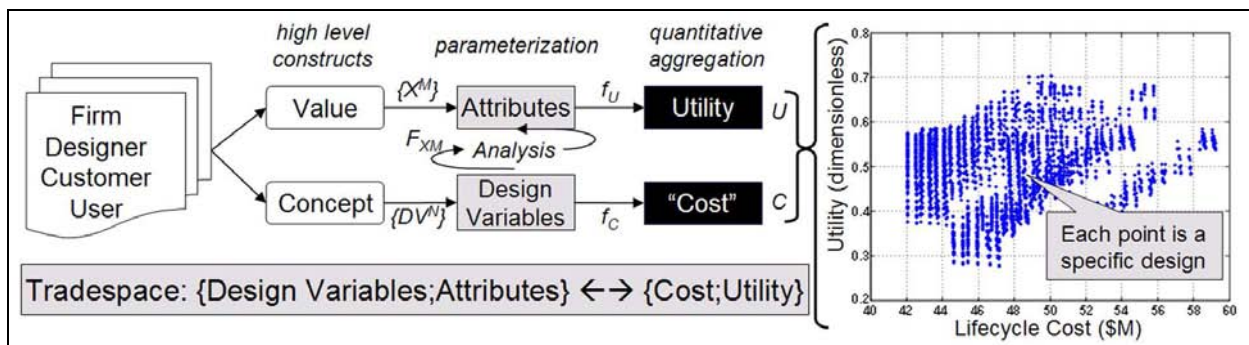 high level
constructs
parameterization
quantitative
aggregation
Firm
Designer
Customer
User
Value
{X^M}
Attributes
f_U
Utility
U
F_XM
Analysis
Concept
{DV^N}
Design
Variables
f_C
“Cost”
C
Tradespace: {Design Variables;Attributes} ←→ {Cost;Utility}
Utility (dimensionless)
0.8
0.7
0.6
0.5
0.4
0.3
0.2
Each point is a
specific design
40 42 44 46 48 50 52 54 56 58 60
Lifecycle Cost ($M)